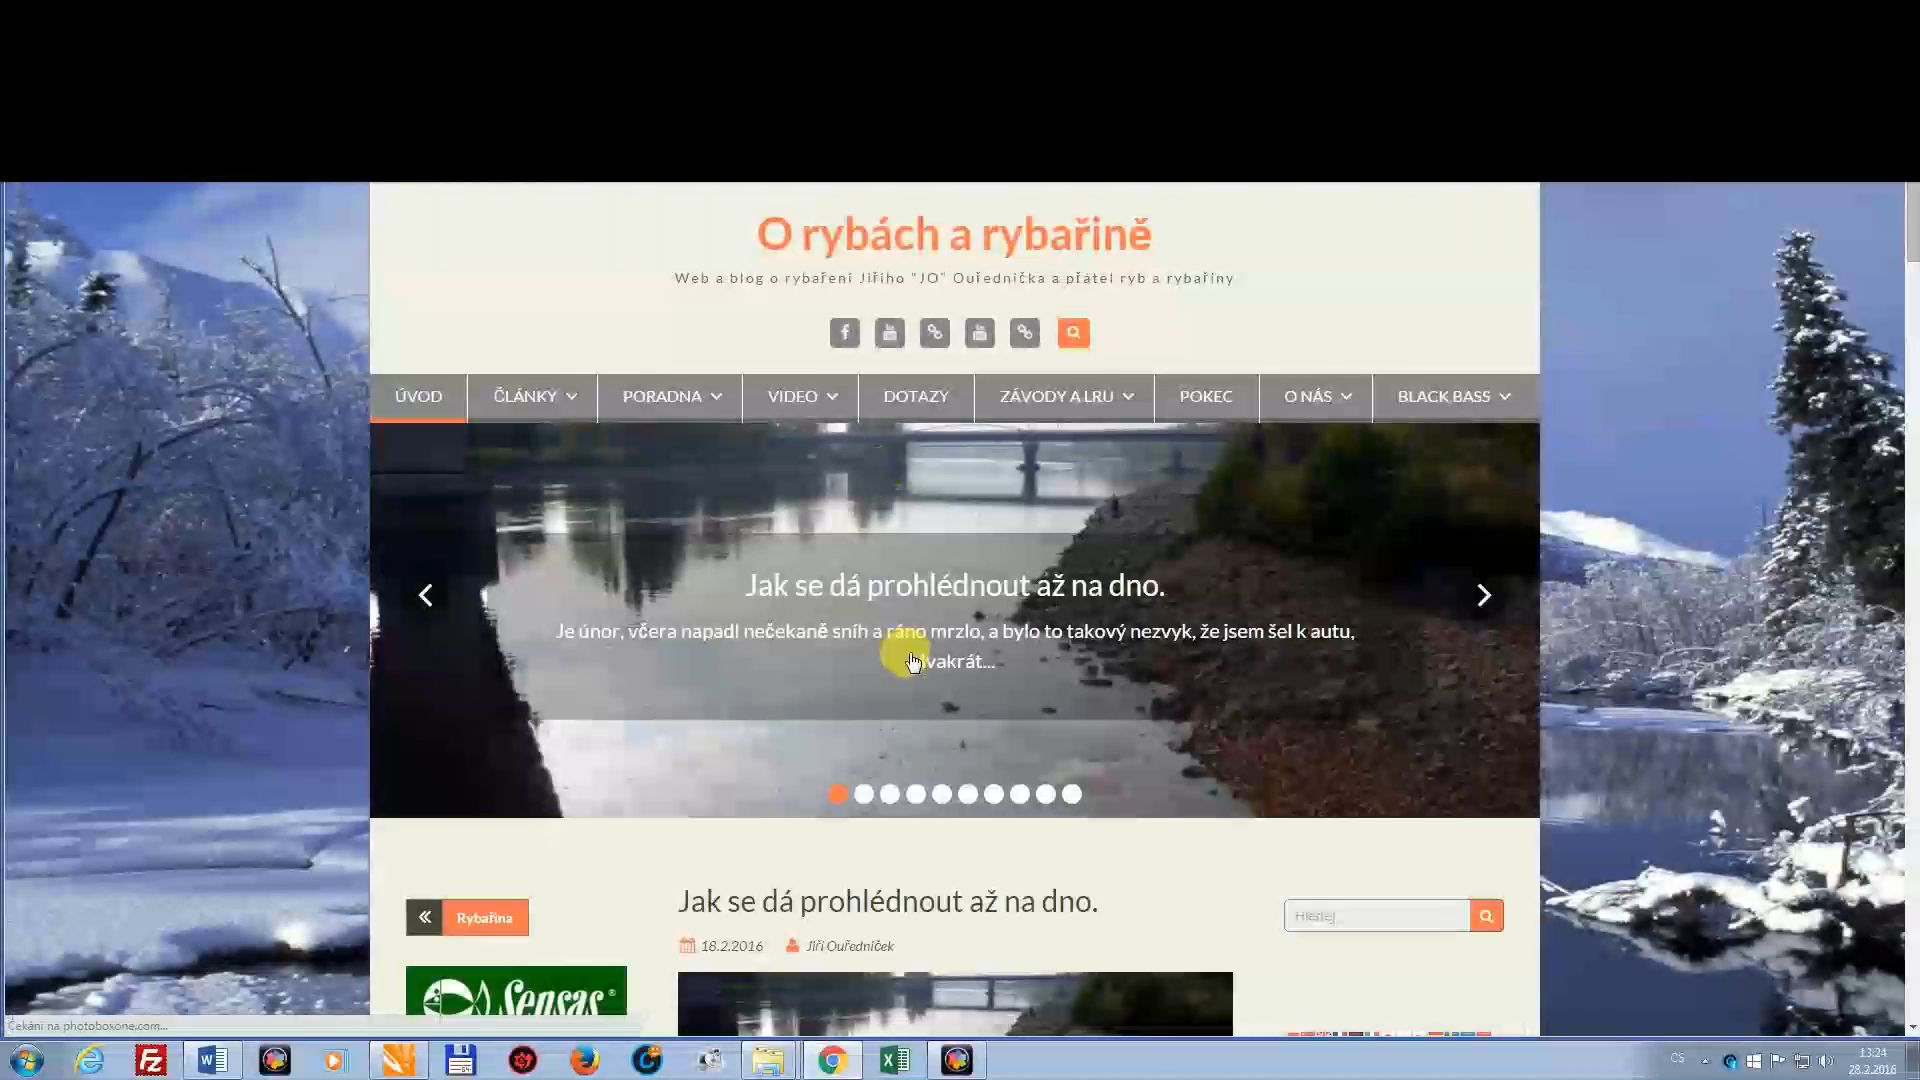 O rybách a rybařině
Web a blog o rybaření Jiřího "JO" Ouředníčka a přátel ryb a rybařiny
ÚVOD ČLÁNKY PORADNA VIDEO DOTAZY ZÁVODY A LRU POKEC O NÁS BLACK BASS
Jak se dá prohlédnout až na dno.
Je únor, včera napadl nečekaně sníh a ráno mrzlo, a bylo to takový nezvyk, že jsem šel k autu,
dvakrát...
Rybařina
Jak se dá prohlédnout až na dno.
Hledej
18.2.2016 Jiří Ouředníček
Sensas®
Čekání na photoboxone.com...
CS
13:24
28.2.2016